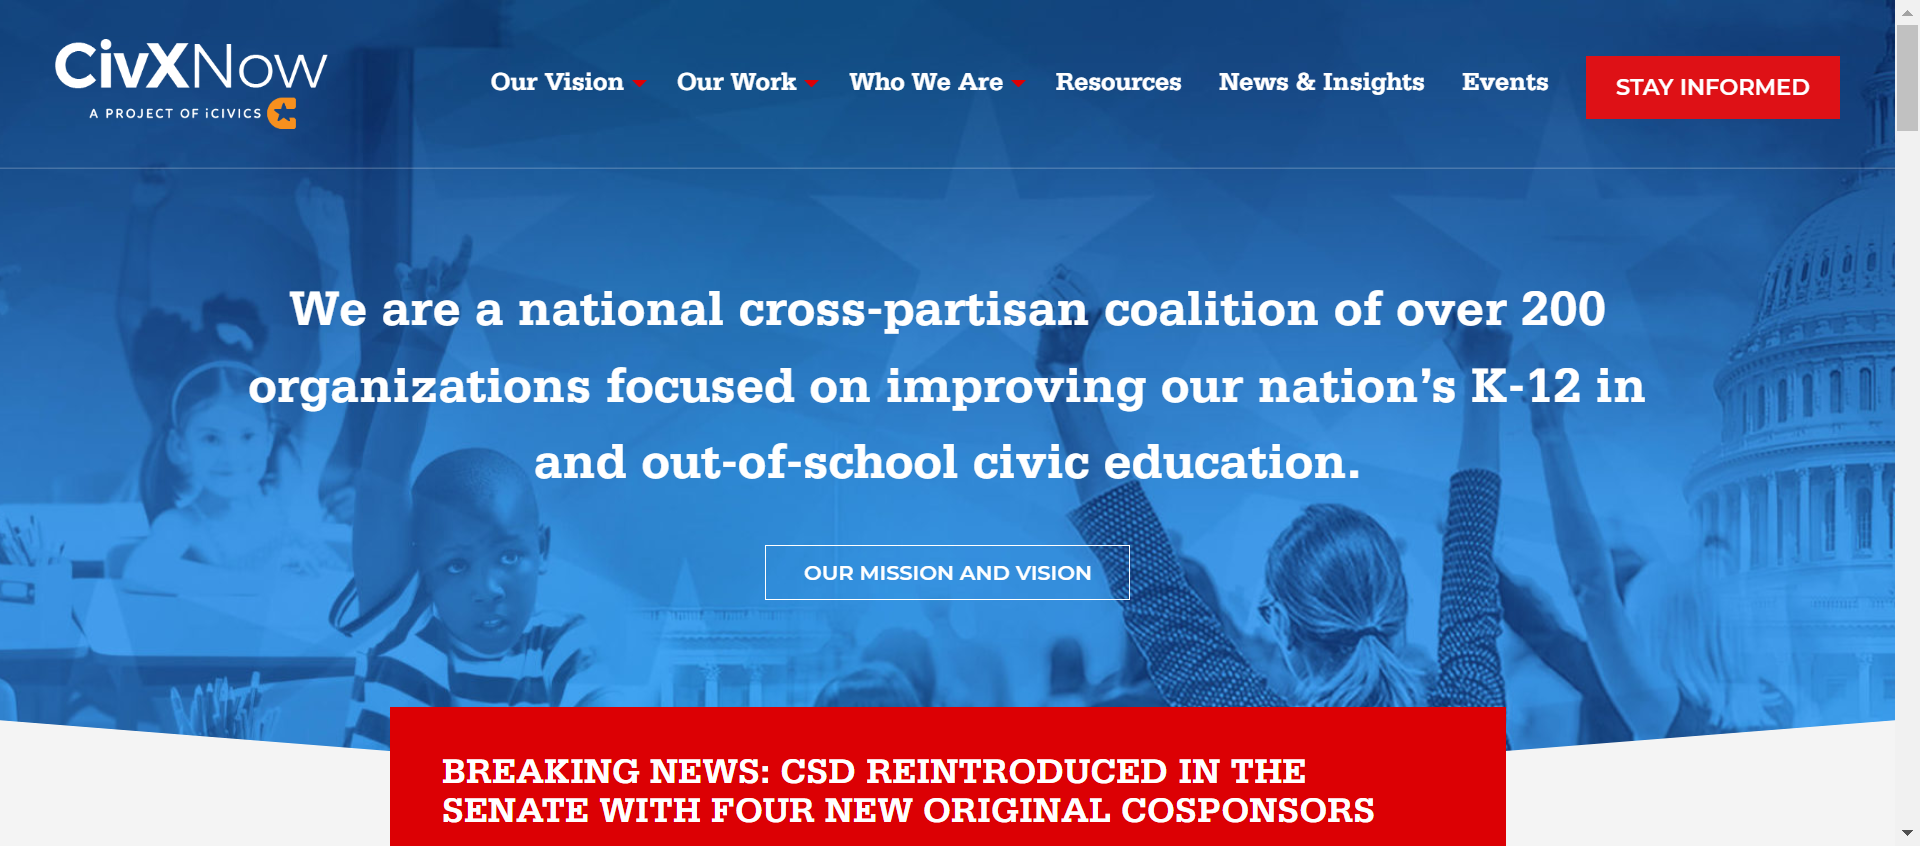 CivXNow
A PROJECT OF iCIVICS
Our Vision
Our Work
Who We Are
Resources
News & Insights
Events
STAY INFORMED
We are a national cross-partisan coalition of over 200
organizations focused on improving our nation’s K-12 in
and out-of-school civic education.
OUR MISSION AND VISION
BREAKING NEWS: CSD REINTRODUCED IN THE
SENATE WITH FOUR NEW ORIGINAL COSPONSORS